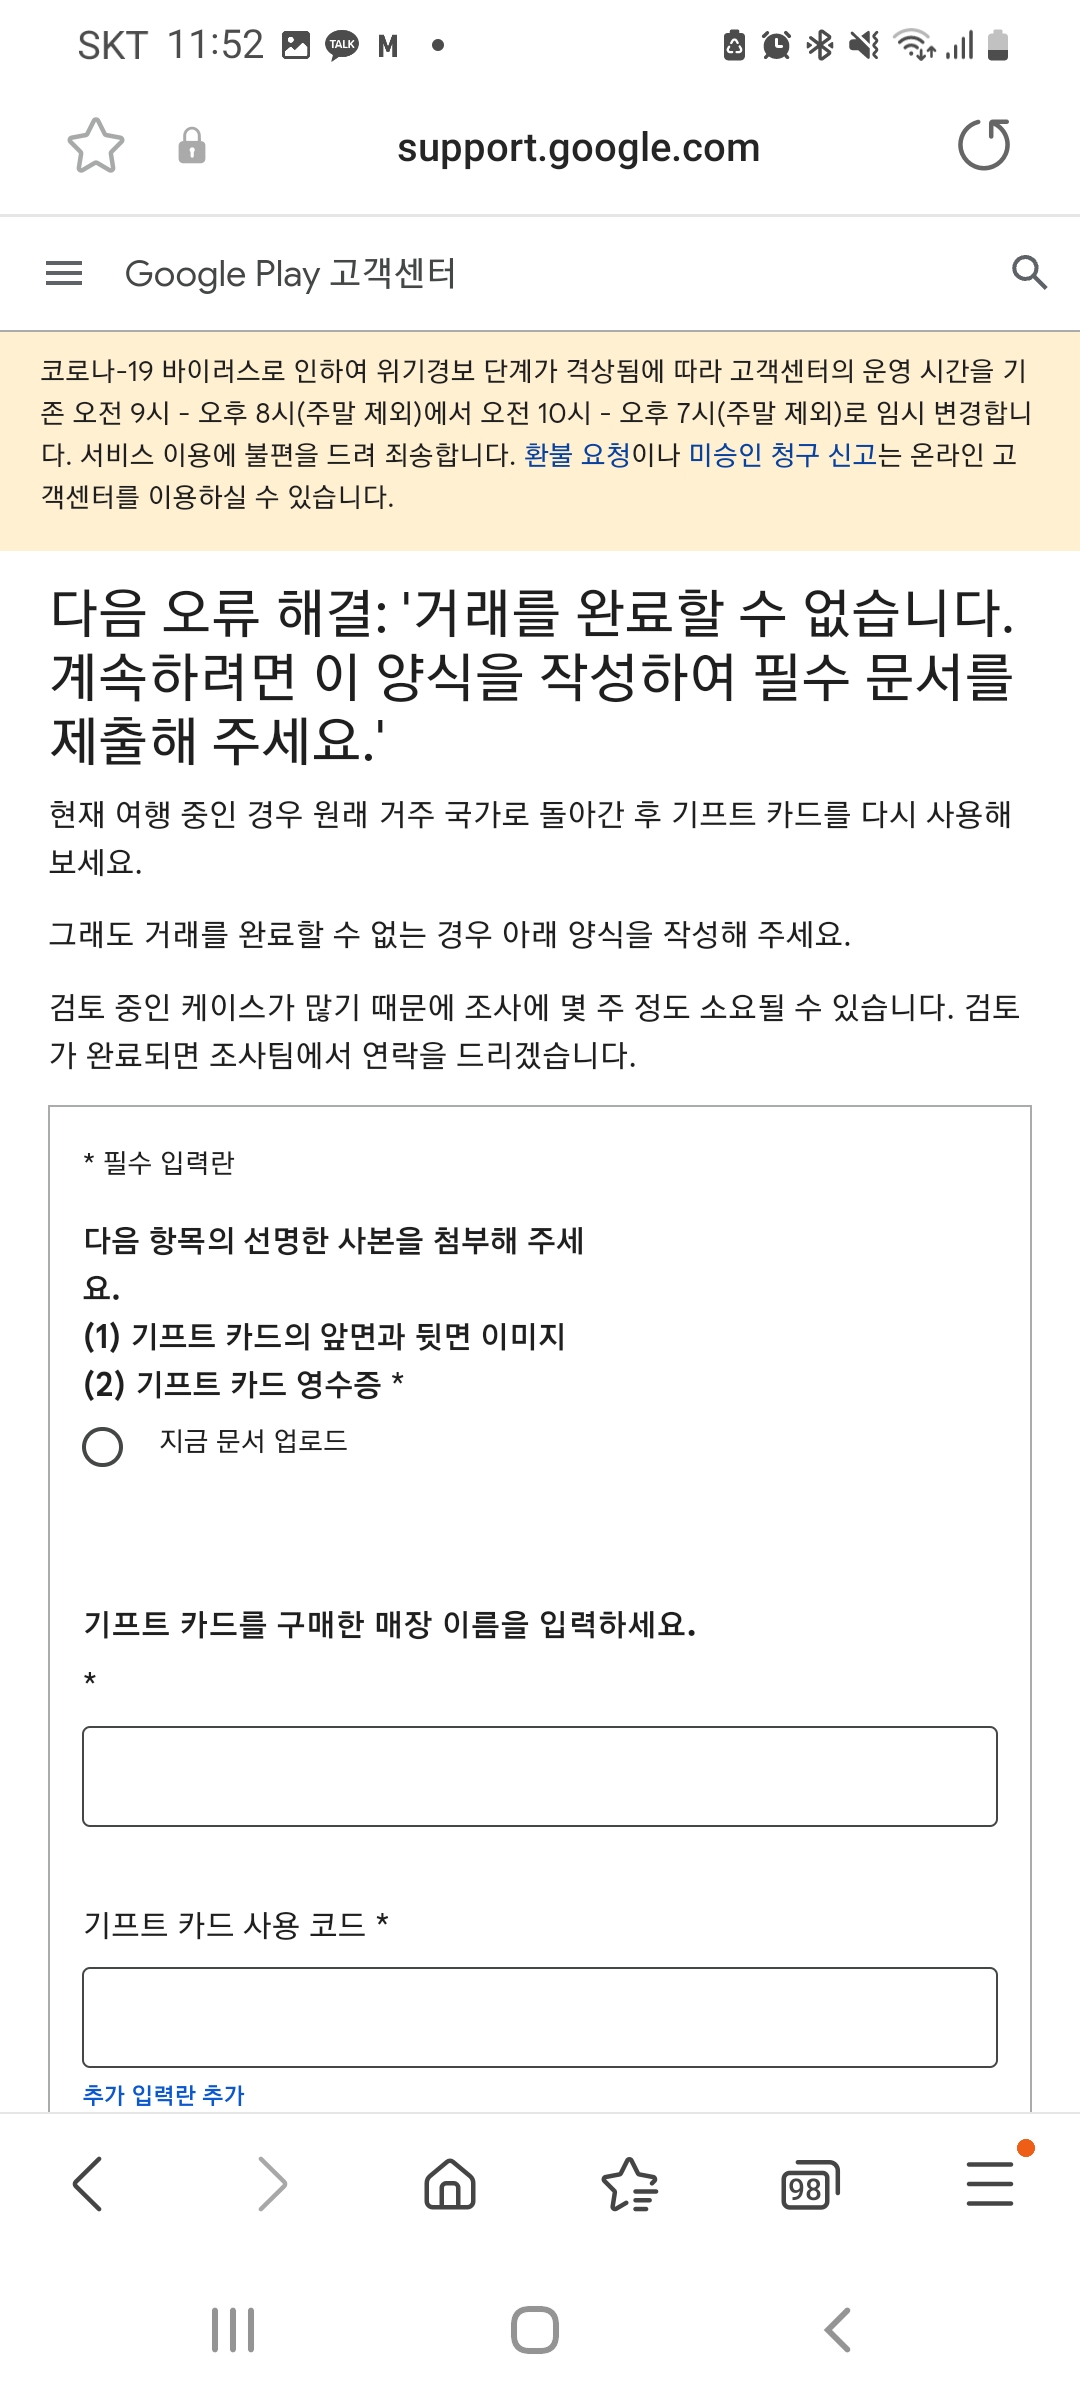 SKT 11:52 TALK M
support.google.com
Google Play 고객센터
코로나-19 바이러스로 인하여 위기경보 단계가 격상됨에 따라 고객센터의 운영 시간을 기
존 오전 9시 - 오후 8시(주말 제외)에서 오전 10시 - 오후 7시(주말 제외)로 임시 변경합니
다. 서비스 이용에 불편을 드려 죄송합니다. 환불 요청이나 미승인 청구 신고는 온라인 고
객센터를 이용하실 수 있습니다.
다음 오류 해결: '거래를 완료할 수 없습니다.
계속하려면 이 양식을 작성하여 필수 문서를
제출해 주세요.'
현재 여행 중인 경우 원래 거주 국가로 돌아간 후 기프트 카드를 다시 사용해
보세요.
그래도 거래를 완료할 수 없는 경우 아래 양식을 작성해 주세요.
검토 중인 케이스가 많기 때문에 조사에 몇 주 정도 소요될 수 있습니다. 검토
가 완료되면 조사팀에서 연락을 드리겠습니다.
* 필수 입력란
다음 항목의 선명한 사본을 첨부해 주세
요.
(1) 기프트 카드의 앞면과 뒷면 이미지
(2) 기프트 카드 영수증 *
지금 문서 업로드
기프트 카드를 구매한 매장 이름을 입력하세요.
*
기프트 카드 사용 코드 *
추가 입력란 추가
98